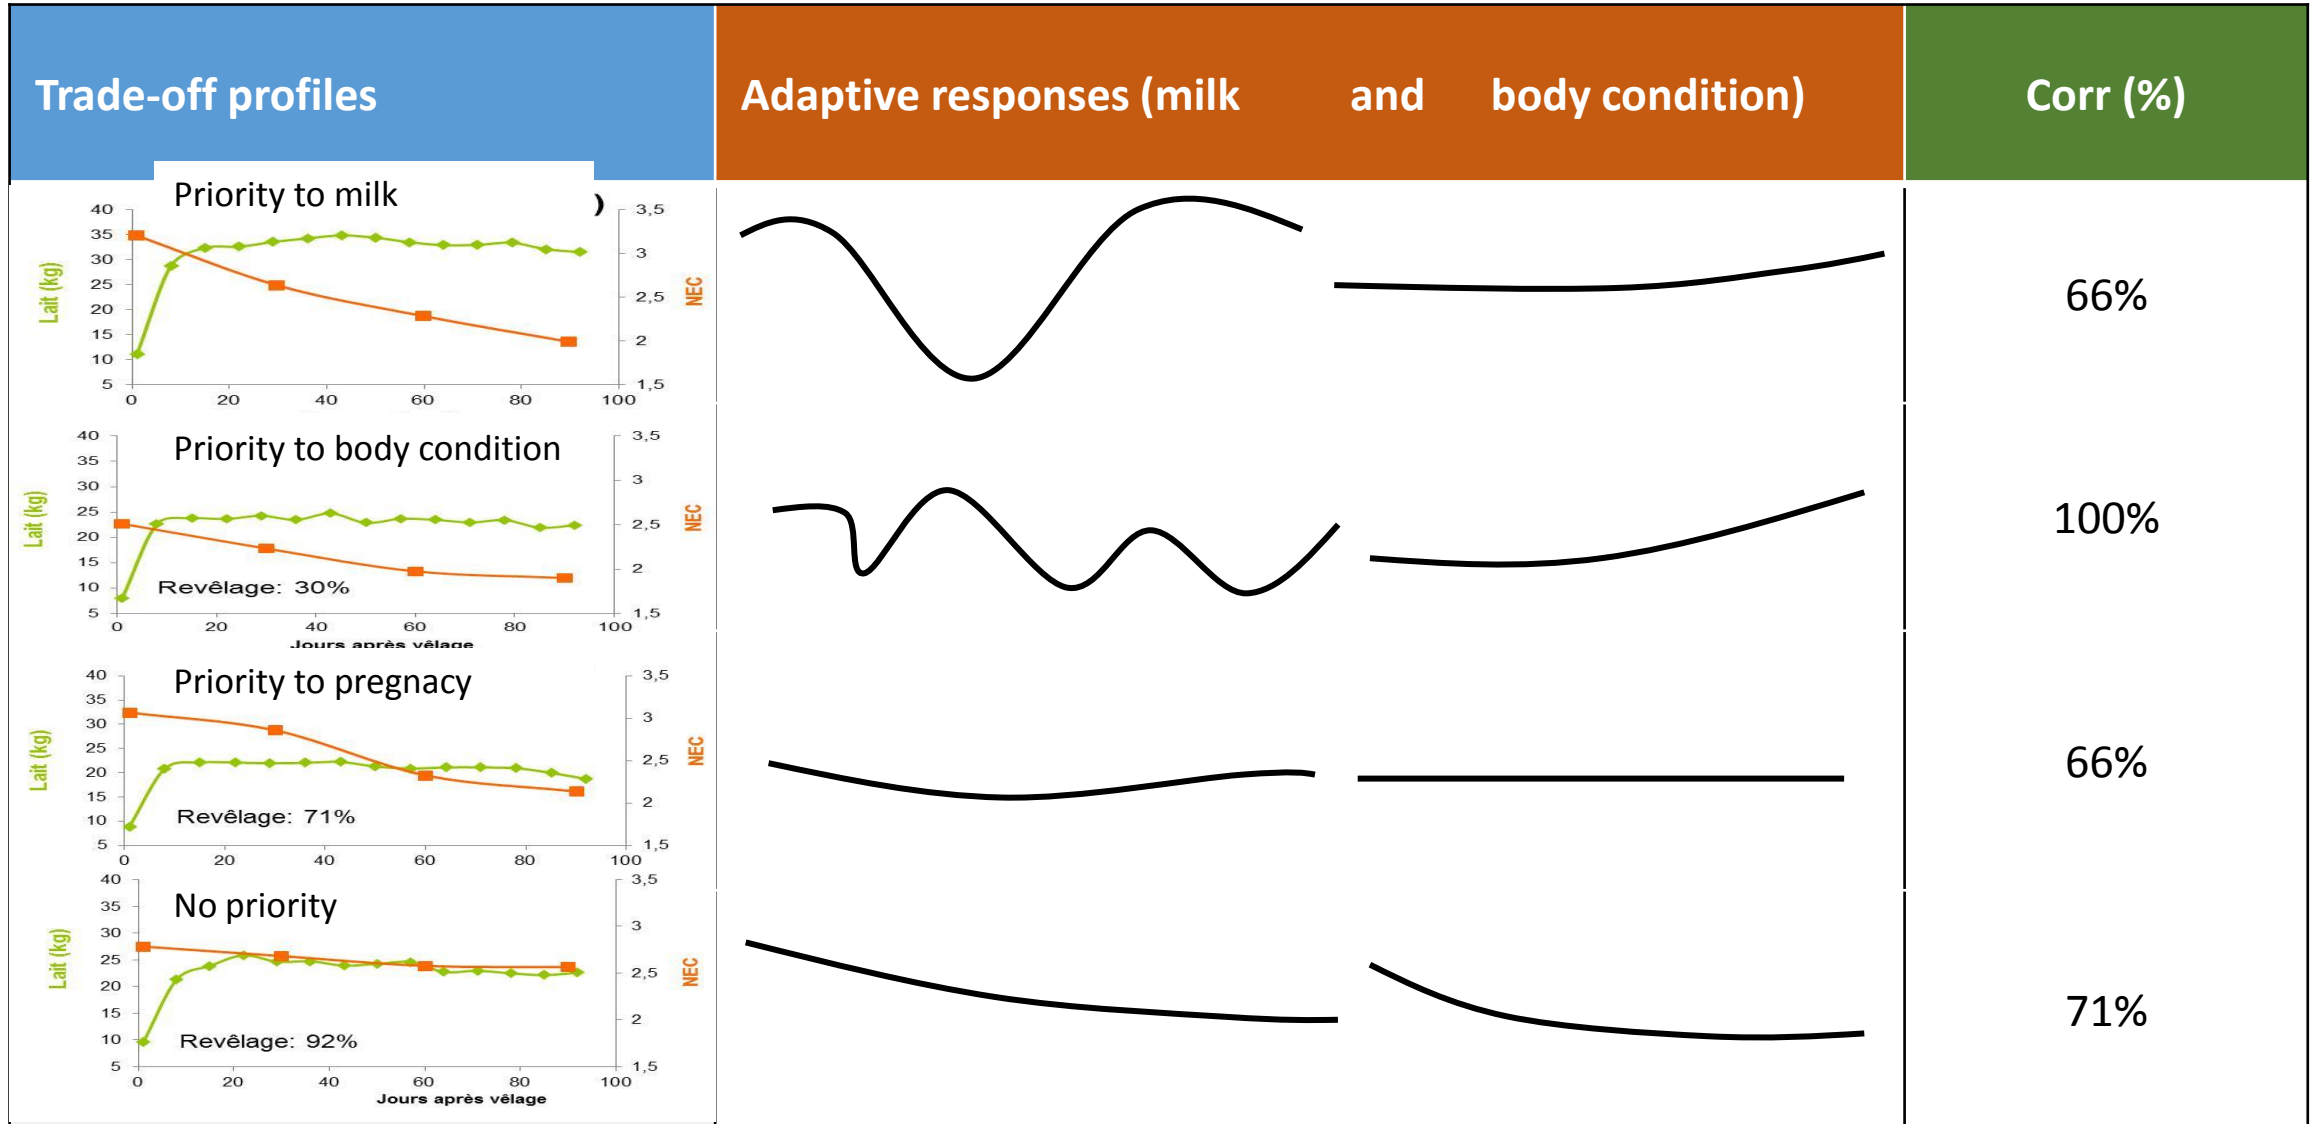 Trade-off profiles
Adaptive responses (milk and body condition)
Corr (%)
Priority to milk
)
40
35
30
25
20
15
10
5
3,5
3
2,5
2
1,5
Lait (kg)
NEC
0 20 40 60 80 100
66%
Priority to body condition
40
35
30
25
20
15
10
5
3,5
3
2,5
2
1,5
Lait (kg)
NEC
Revêlage: 30%
0 20 40 60 80 100
Jours après vêlage
100%
Priority to pregnacy
40
35
30
25
20
15
10
5
3,5
3
2,5
2
1,5
Lait (kg)
NEC
Revêlage: 71%
0 20 40 60 80 100
66%
No priority
40
35
30
25
20
15
10
5
3,5
3
2,5
2
1,5
Lait (kg)
NEC
Revêlage: 92%
0 20 40 60 80 100
Jours après vêlage
71%